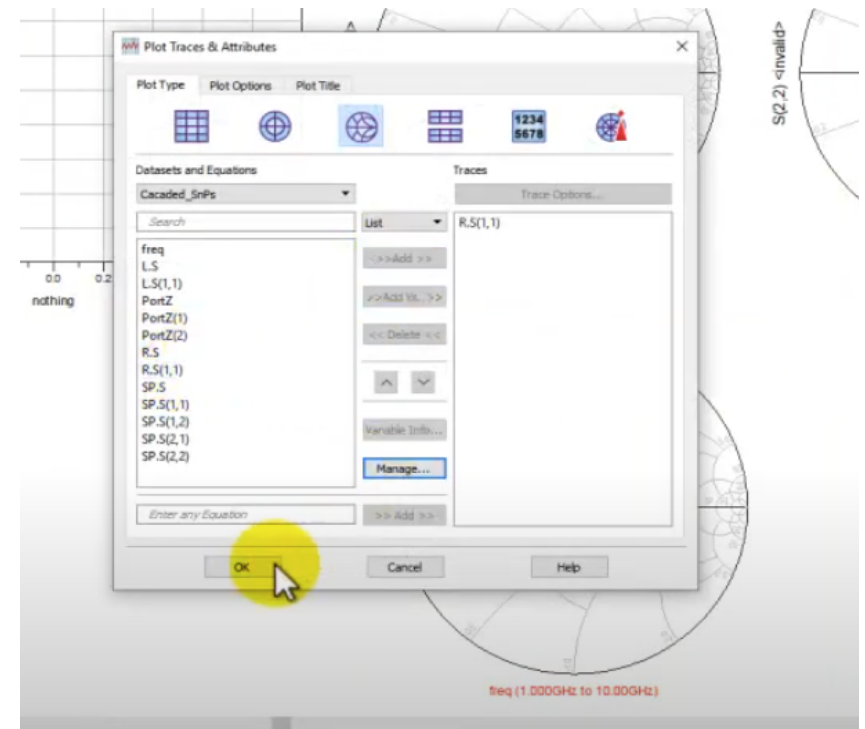 Plot Traces & Attributes
Plot Type
Plot Options
Plot Title
1234
5678
Datasets and Equations
Traces
Cacaded_SnPs
Trace Options...
Search
List
R.S(1,1)
freq
L.S
L.S(1,1)
PortZ
PortZ(1)
PortZ(2)
R.S
R.S(1,1)
SP.S
SP.S(1,1)
SP.S(1,2)
SP.S(2,1)
SP.S(2,2)
>>Add >>
>>Add Vs..>>
<< Delete <<
Variable Info...
Manage...
Enter any Equation
>> Add >>
OK
Cancel
Help
0.0
0.2
nothing
S(2,2) <invalid>
freq (1.000GHz to 10.00GHz)